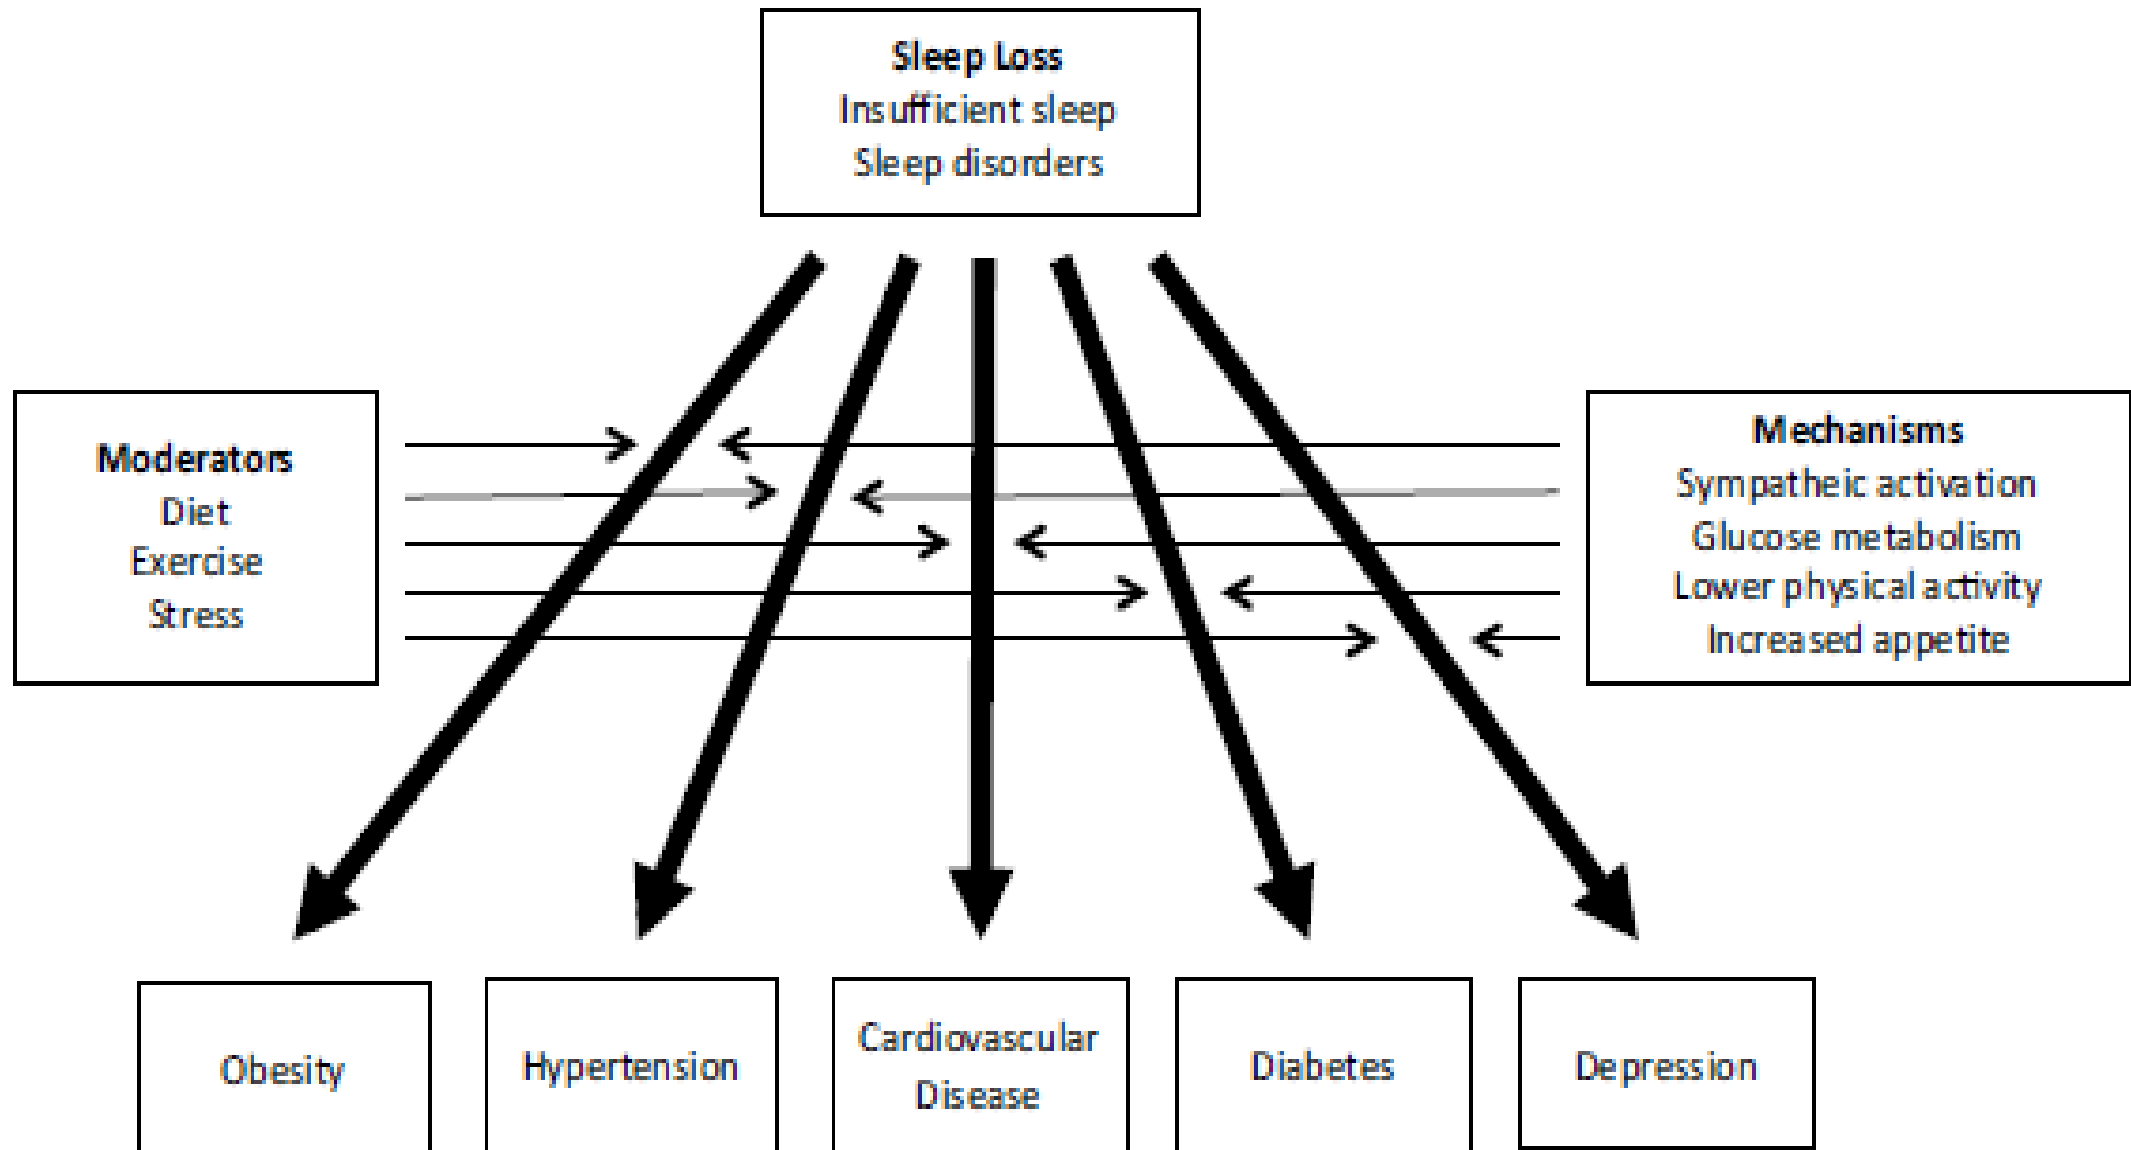 Sleep Loss
Insufficient sleep
Sleep disorders
Moderators
Diet
Exercise
Stress
Mechanisms
Sympatheic activation
Glucose metabolism
Lower physical activity
Increased appetite
Obesity
Hypertension
Cardiovascular
Disease
Diabetes
Depression